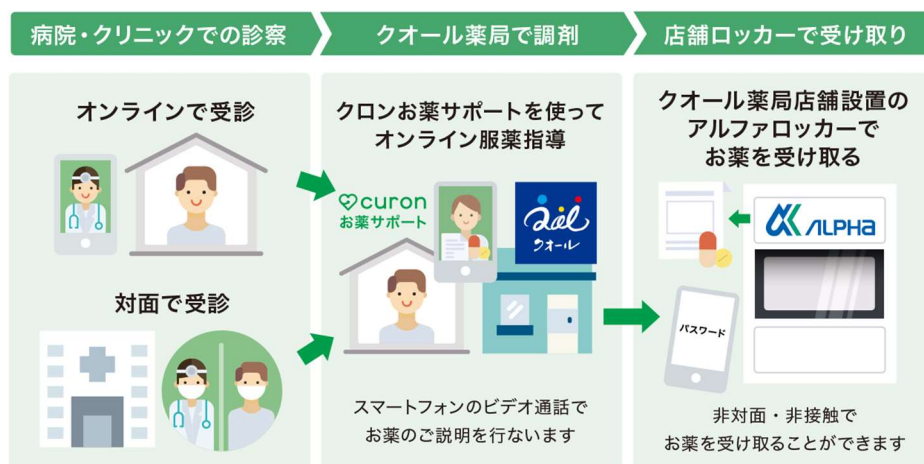 病院・クリニックでの診察
クオール薬局で調剤
店舗ロッカーで受け取り
オンラインで受診
対面で受診
クロンお薬サポートを使って
オンライン服薬指導
curon
お薬サポート
Qol
クオール
スマートフォンのビデオ通話で
お薬のご説明を行ないます
クオール薬局店舗設置の
アルファロッカーで
お薬を受け取る
ALPHA
パスワード
非対面・非接触で
お薬を受け取ることができます